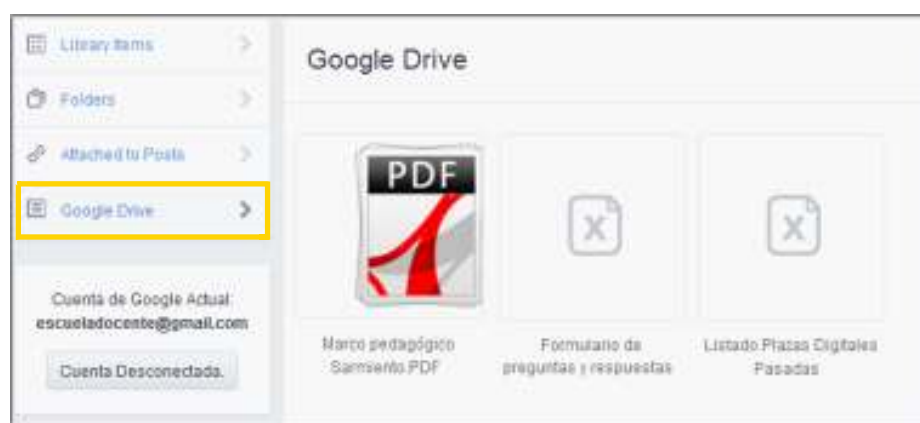 Library Items
Folders
Attached to Posts
Google Drive
Cuenta de Google Actual
escueladocente@gmail.com
Cuenta Desconectada.
Google Drive
PDF
X
X
Marco pedagógico
Sarmiento.PDF
Formulario de
preguntas y respuestas
Listado Plazas Digitales
Pasadas